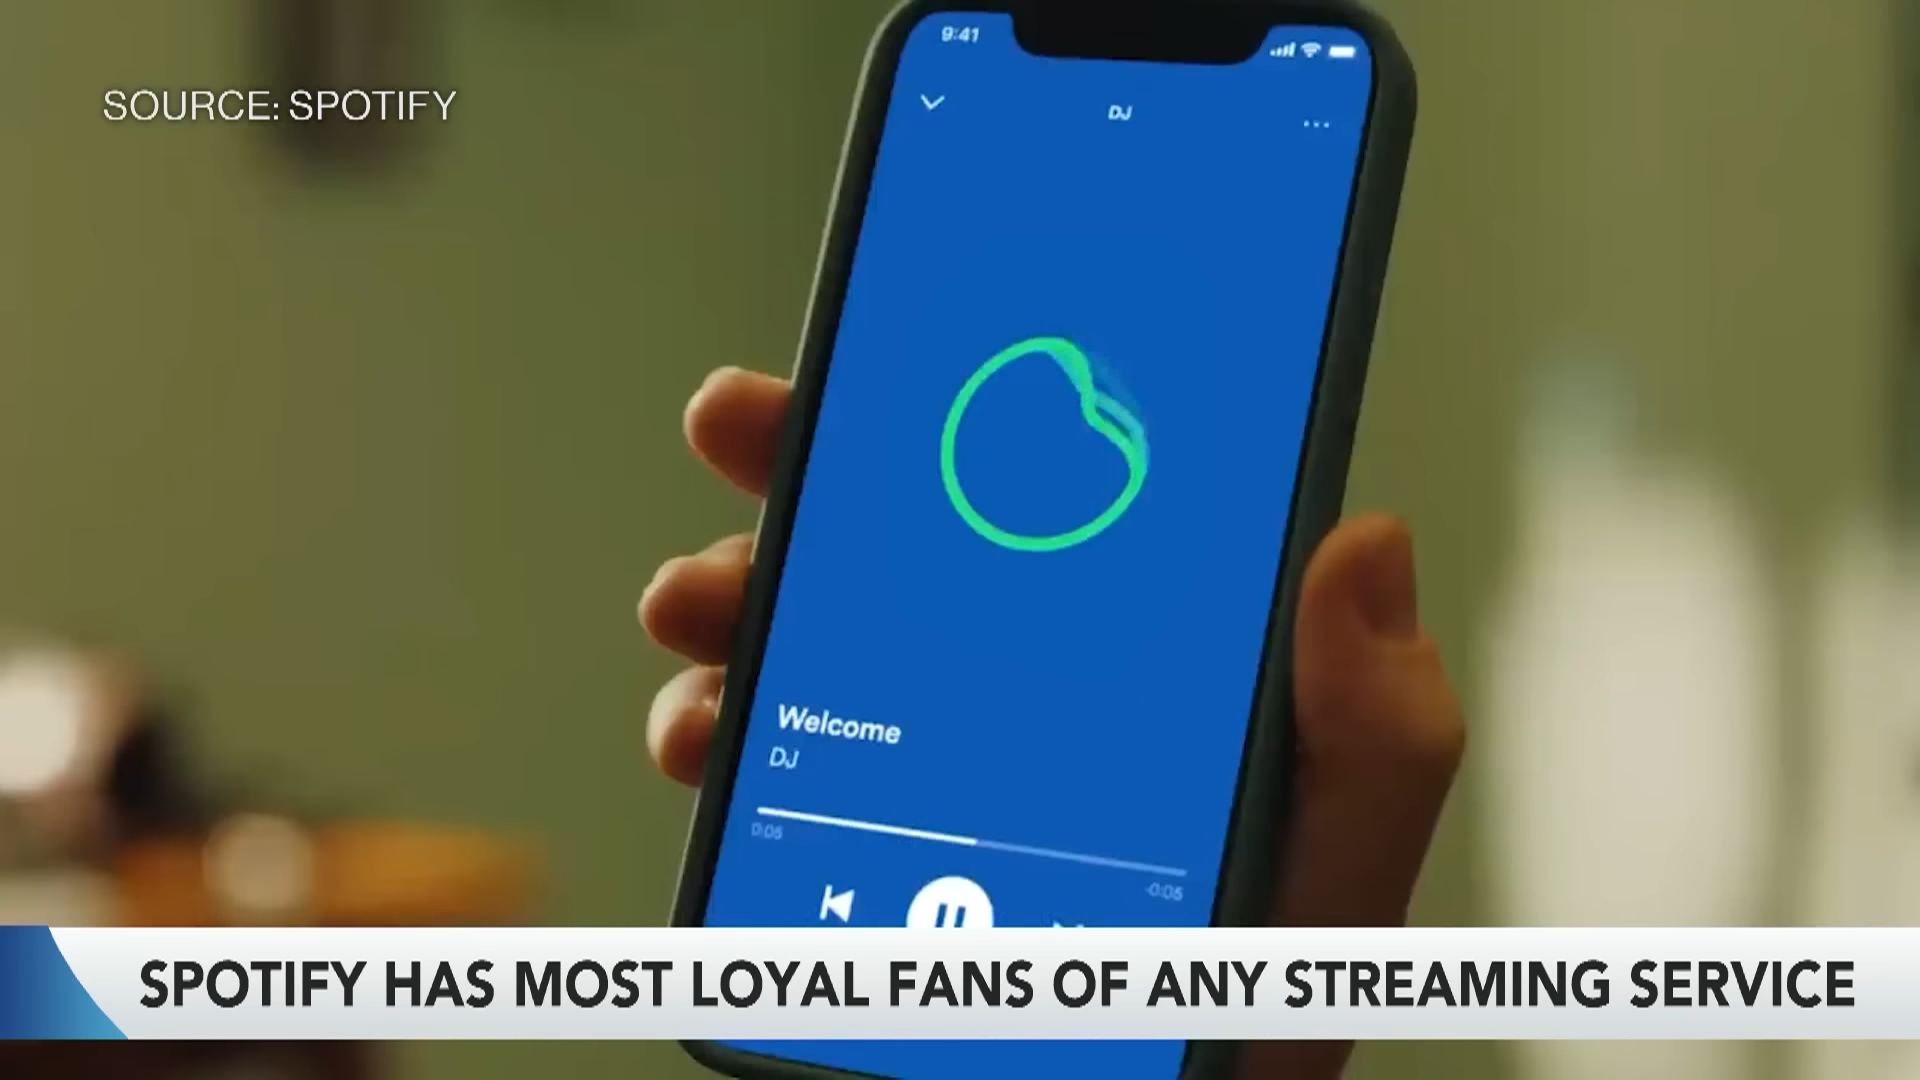 SOURCE: SPOTIFY
9:41
DJ
Welcome
DJ
0:05
-0:05
SPOTIFY HAS MOST LOYAL FANS OF ANY STREAMING SERVICE